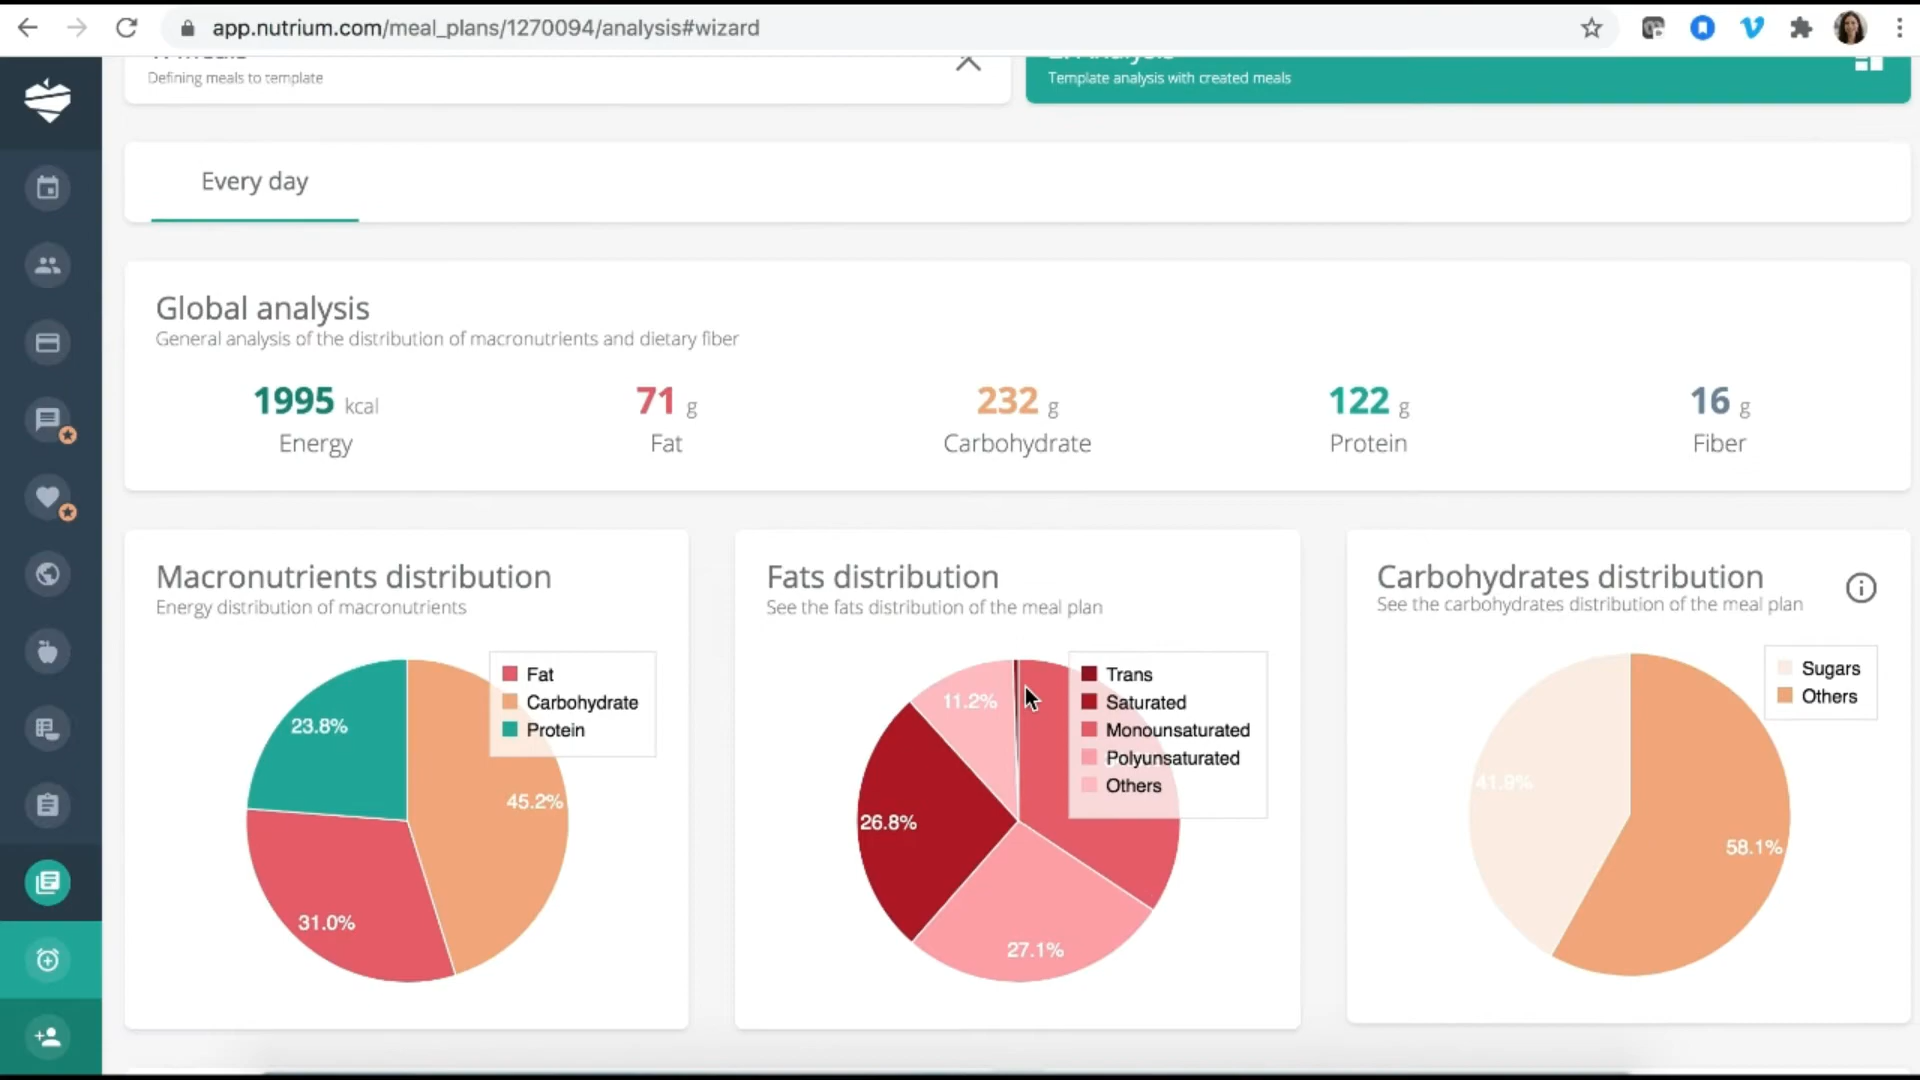 app.nutrium.com/meal_plans/1270094/analysis#wizard
Defining meals to template
Template analysis with created meals
Every day
Global analysis
General analysis of the distribution of macronutrients and dietary fiber
1995 kcal
Energy
71 g
Fat
232 g
Carbohydrate
122 g
Protein
16 g
Fiber
Macronutrients distribution
Energy distribution of macronutrients
Fat
Carbohydrate
Protein
23.8%
45.2%
31.0%
Fats distribution
See the fats distribution of the meal plan
Trans
Saturated
Monounsaturated
Polyunsaturated
Others
11.2%
26.8%
27.1%
Carbohydrates distribution
See the carbohydrates distribution of the meal plan
Sugars
Others
41.9%
58.1%